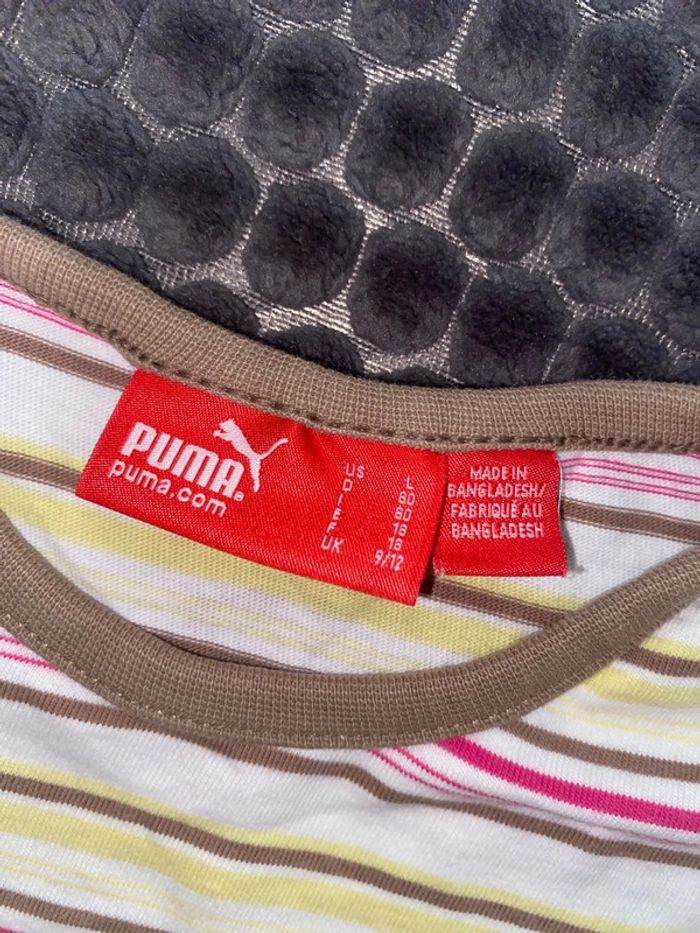 PUMA®
puma.com
US L
D 80
I 80
F 18
UK 18
9/12
MADE IN
BANGLADESH/
FABRIQUÉ AU
BANGLADESH